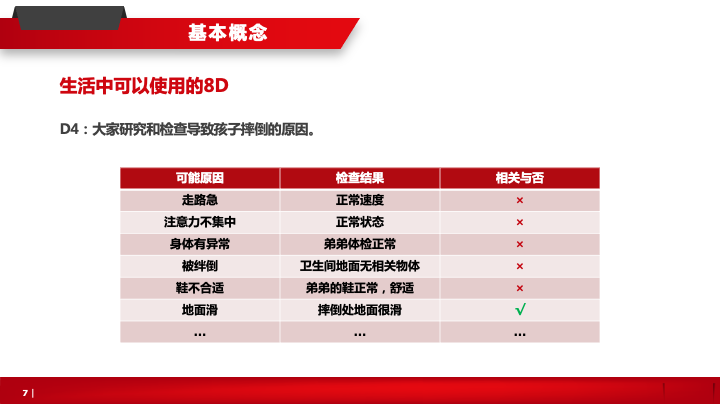 基本概念
生活中可以使用的8D
D4：大家研究和检查导致孩子摔倒的原因。
可能原因 检查结果 相关与否
走路急 正常速度 ×
注意力不集中 正常状态 ×
身体有异常 弟弟体检正常 ×
被绊倒 卫生间地面无相关物体 ×
鞋不合适 弟弟的鞋正常，舒适 ×
地面滑 摔倒处地面很滑 √
... ... ...
7 |